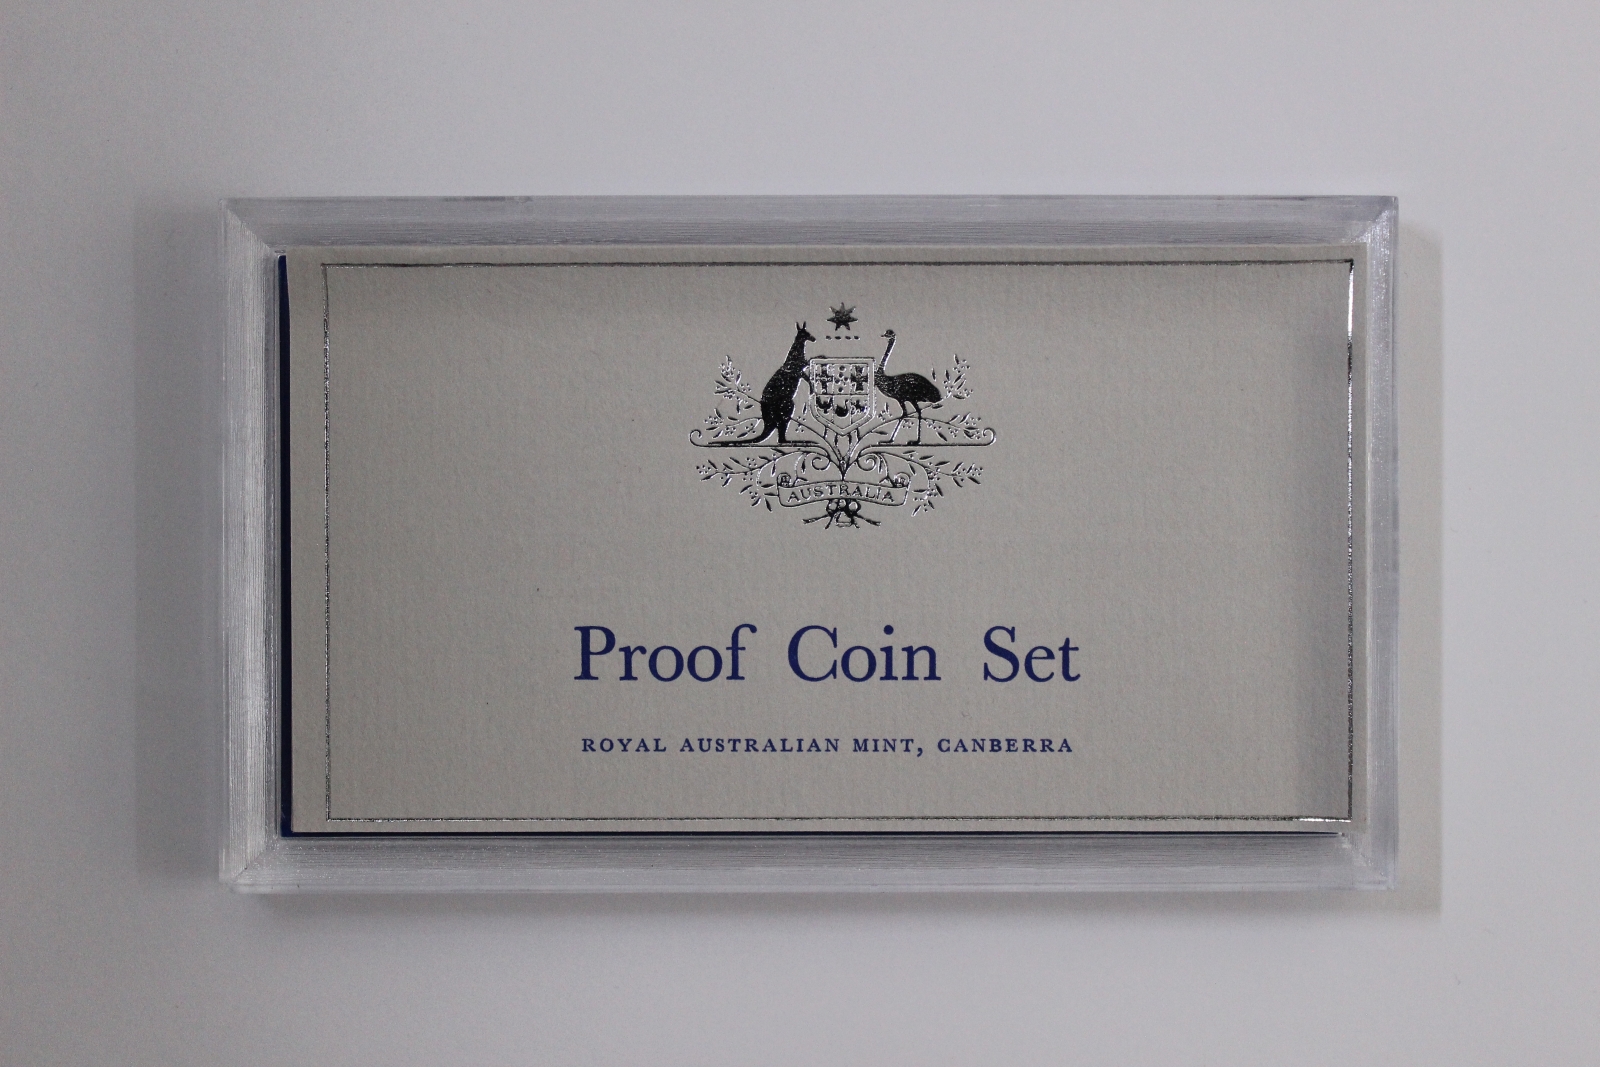 AUSTRALIA
Proof Coin Set
ROYAL AUSTRALIAN MINT, CANBERRA